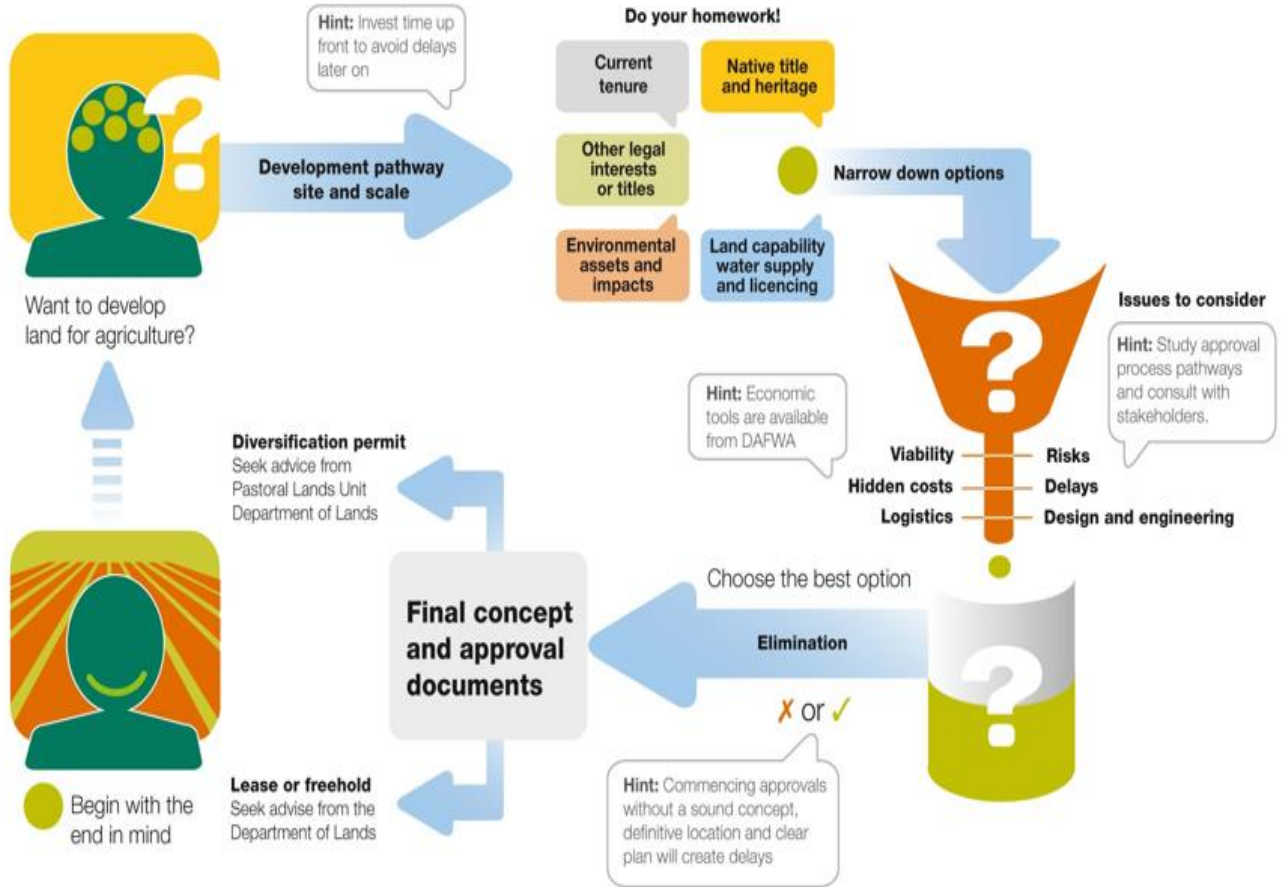 Want to develop
land for agriculture?
Hint: Invest time up
front to avoid delays
later on
Development pathway
site and scale
Do your homework!
Current
tenure
Native title
and heritage
Other legal
interests
or titles
Environmental
assets and
impacts
Land capability
water supply
and licencing
Narrow down options
?
?
Issues to consider
Hint: Study approval
process pathways
and consult with
stakeholders.
Hint: Economic
tools are available
from DAFWA
Viability
Risks
Hidden costs
Delays
Logistics
Design and engineering
?
Choose the best option
Elimination
✗ or ✓
Hint: Commencing approvals
without a sound concept,
definitive location and clear
plan will create delays
Final concept
and approval
documents
Diversification permit
Seek advice from
Pastoral Lands Unit
Department of Lands
Lease or freehold
Seek advise from the
Department of Lands
Begin with the
end in mind